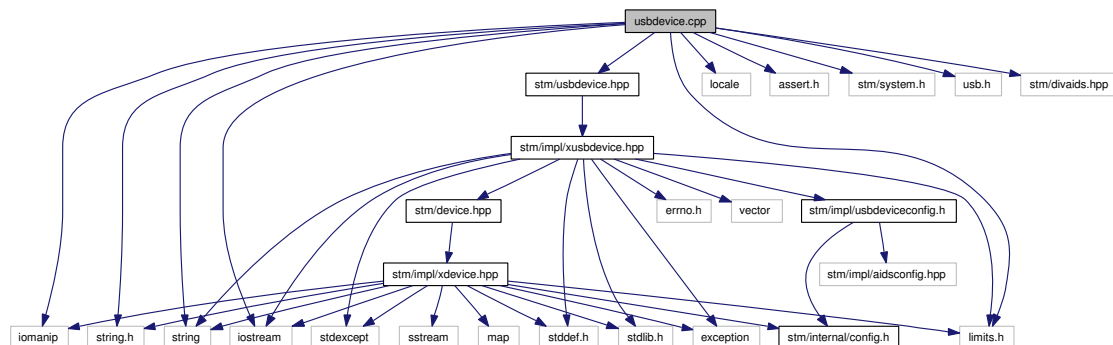 usbdevice.cpp
stm/usbdevice.hpp
locale
assert.h
stm/system.h
usb.h
stm/divaids.hpp
stm/impl/xusbdevice.hpp
stm/device.hpp
errno.h
vector
stm/impl/usbdeviceconfig.h
stm/impl/xdevice.hpp
stm/impl/aidsconfig.hpp
iomanip
string.h
string
iostream
stdexcept
sstream
map
stddef.h
stdlib.h
exception
stm/internal/config.h
limits.h